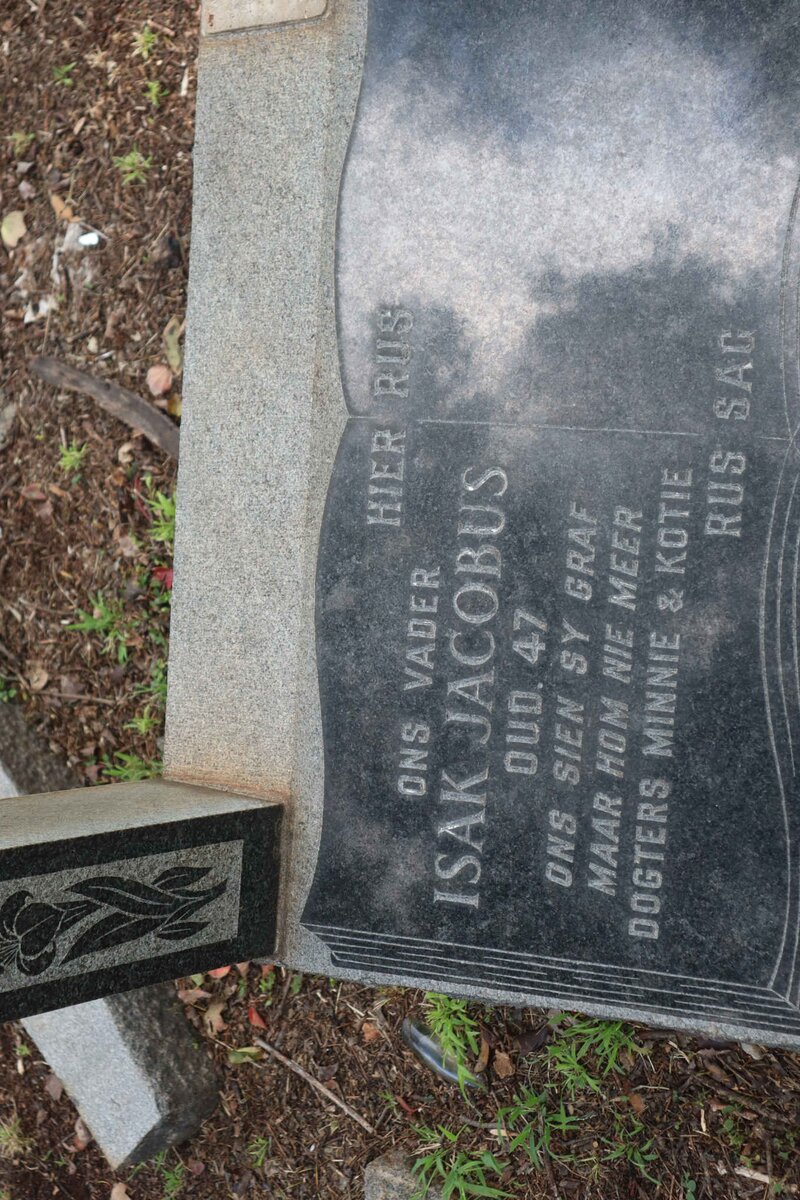 HIER RUS
ONS VADER
ISAK JACOBUS
OUD. 47
ONS SIEN SY GRAF
MAAR HOM NIE MEER
DOGTERS MINNIE & KOTIE
RUS SAG